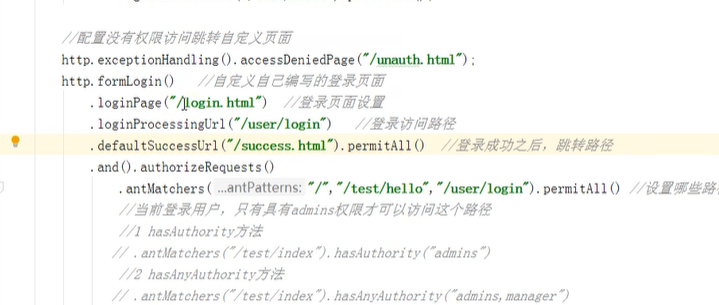 //配置没有权限访问跳转自定义页面
http.exceptionHandling().accessDeniedPage("/unauth.html");
http.formLogin()   //自定义自己编写的登录页面
.loginPage("/login.html")  //登录页面设置
.loginProcessingUrl("/user/login")   //登录访问路径
.defaultSuccessUrl("/success.html").permitAll()  //登录成功之后，跳转路径
.and().authorizeRequests()
.antMatchers( ...antPatterns: "/","/test/hello","/user/login").permitAll() //设置哪些路
//当前登录用户，只有具有admins权限才可以访问这个路径
//1 hasAuthority方法
// .antMatchers("/test/index").hasAuthority("admins")
//2 hasAnyAuthority方法
// .antMatchers("/test/index").hasAnyAuthority("admins,manager")